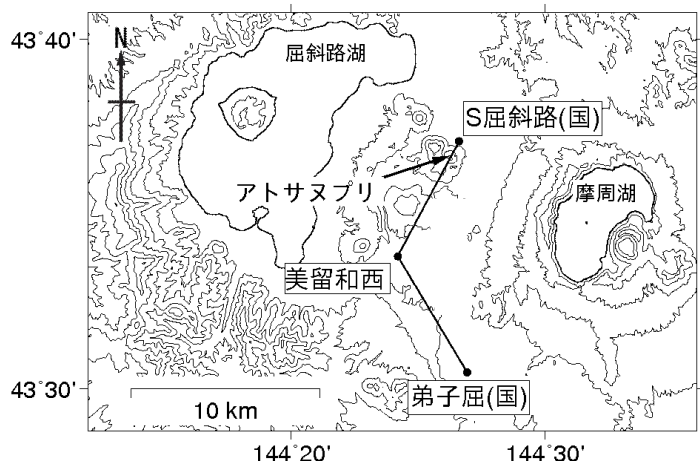 43°40'
N
屈斜路湖
S屈斜路(国)
アトサヌプリ
摩周湖
美留和西
43°30'
10 km
弟子屈(国)
144°20'
144°30'